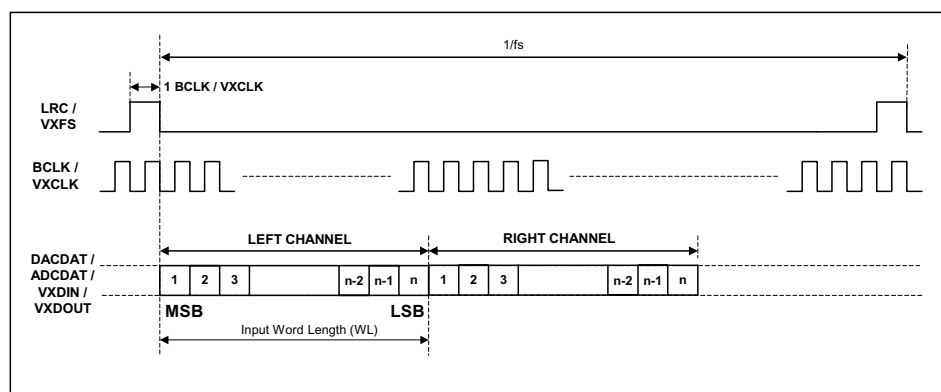 1/fs
1 BCLK / VXCLK
LRC /
VXFS
BCLK /
VXCLK
LEFT CHANNEL RIGHT CHANNEL
DACDAT /
ADCDAT /
VXDIN /
VXDOUT
1 2 3 n-2 n-1 n 1 2 3 n-2 n-1 n
MSB LSB
Input Word Length (WL)